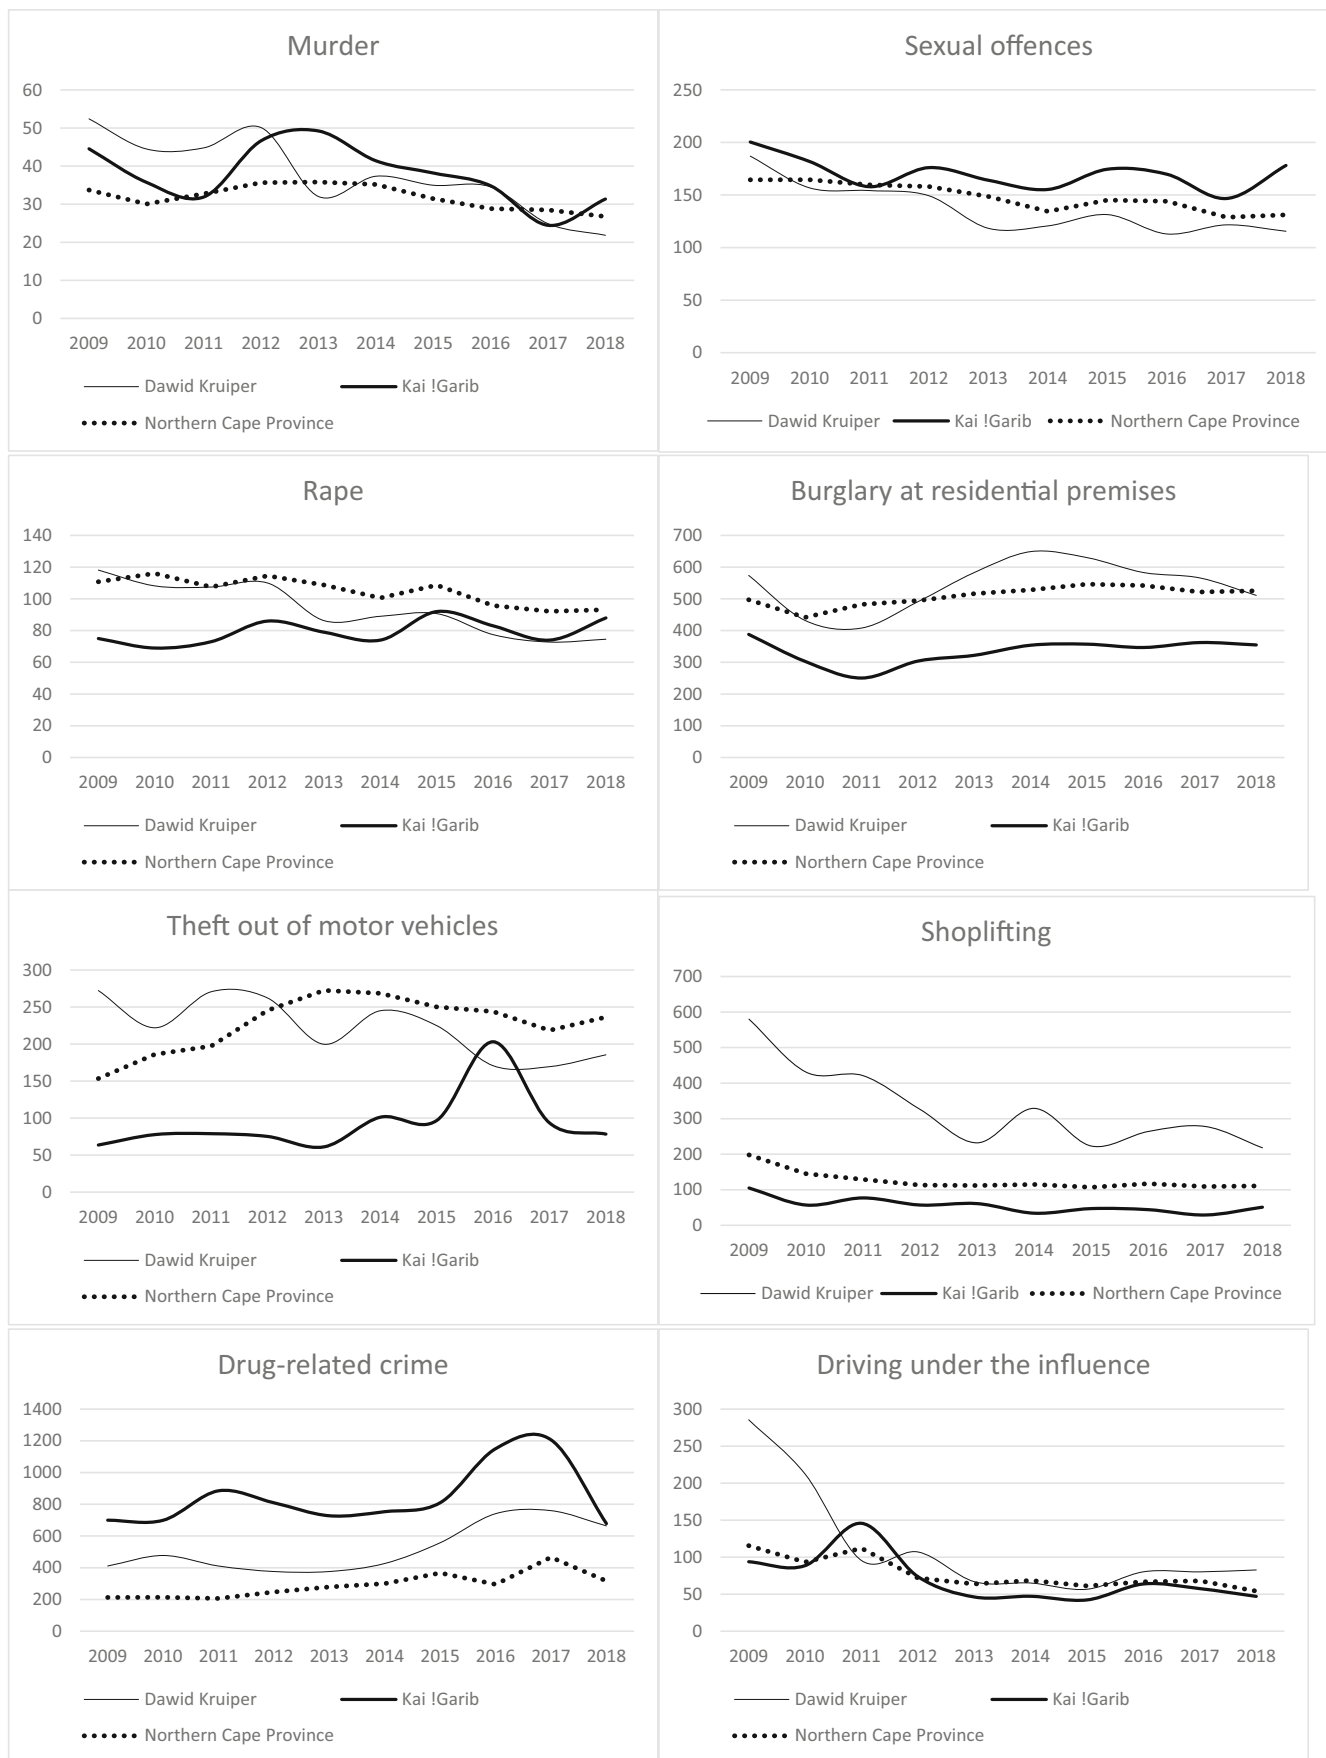 Murder
60
50
40
30
20
10
0
2009 2010 2011 2012 2013 2014 2015 2016 2017 2018
Dawid Kruiper Kai !Garib
Northern Cape Province
Sexual offences
250
200
150
100
50
0
2009 2010 2011 2012 2013 2014 2015 2016 2017 2018
Dawid Kruiper Kai !Garib Northern Cape Province
Rape
140
120
100
80
60
40
20
0
2009 2010 2011 2012 2013 2014 2015 2016 2017 2018
Dawid Kruiper Kai !Garib
Northern Cape Province
Burglary at residential premises
700
600
500
400
300
200
100
0
2009 2010 2011 2012 2013 2014 2015 2016 2017 2018
Dawid Kruiper Kai !Garib
Northern Cape Province
Theft out of motor vehicles
300
250
200
150
100
50
0
2009 2010 2011 2012 2013 2014 2015 2016 2017 2018
Dawid Kruiper Kai !Garib
Northern Cape Province
Shoplifting
700
600
500
400
300
200
100
0
2009 2010 2011 2012 2013 2014 2015 2016 2017 2018
Dawid Kruiper Kai !Garib Northern Cape Province
Drug-related crime
1400
1200
1000
800
600
400
200
0
2009 2010 2011 2012 2013 2014 2015 2016 2017 2018
Dawid Kruiper Kai !Garib
Northern Cape Province
Driving under the influence
300
250
200
150
100
50
0
2009 2010 2011 2012 2013 2014 2015 2016 2017 2018
Dawid Kruiper Kai !Garib
Northern Cape Province